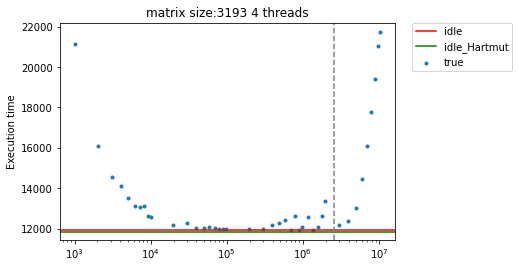 matrix size:3193 4 threads
22000
20000
18000
16000
14000
12000
Execution time
10³
10⁴
10⁵
10⁶
10⁷
idle
idle_Hartmut
true